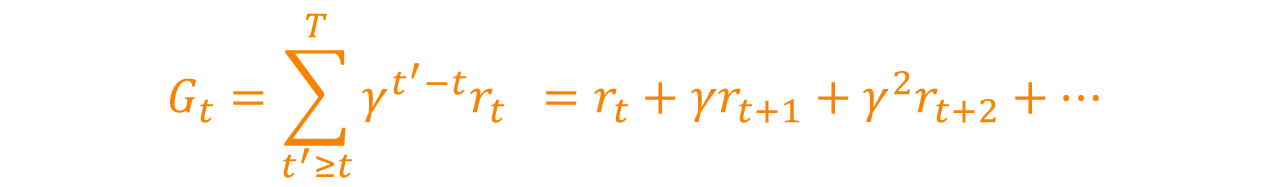 $G_t = \sum_{t' \geq t}^{T} \gamma^{t'-t} r_t \; = r_t + \gamma r_{t+1} + \gamma^2 r_{t+2} + \cdots$